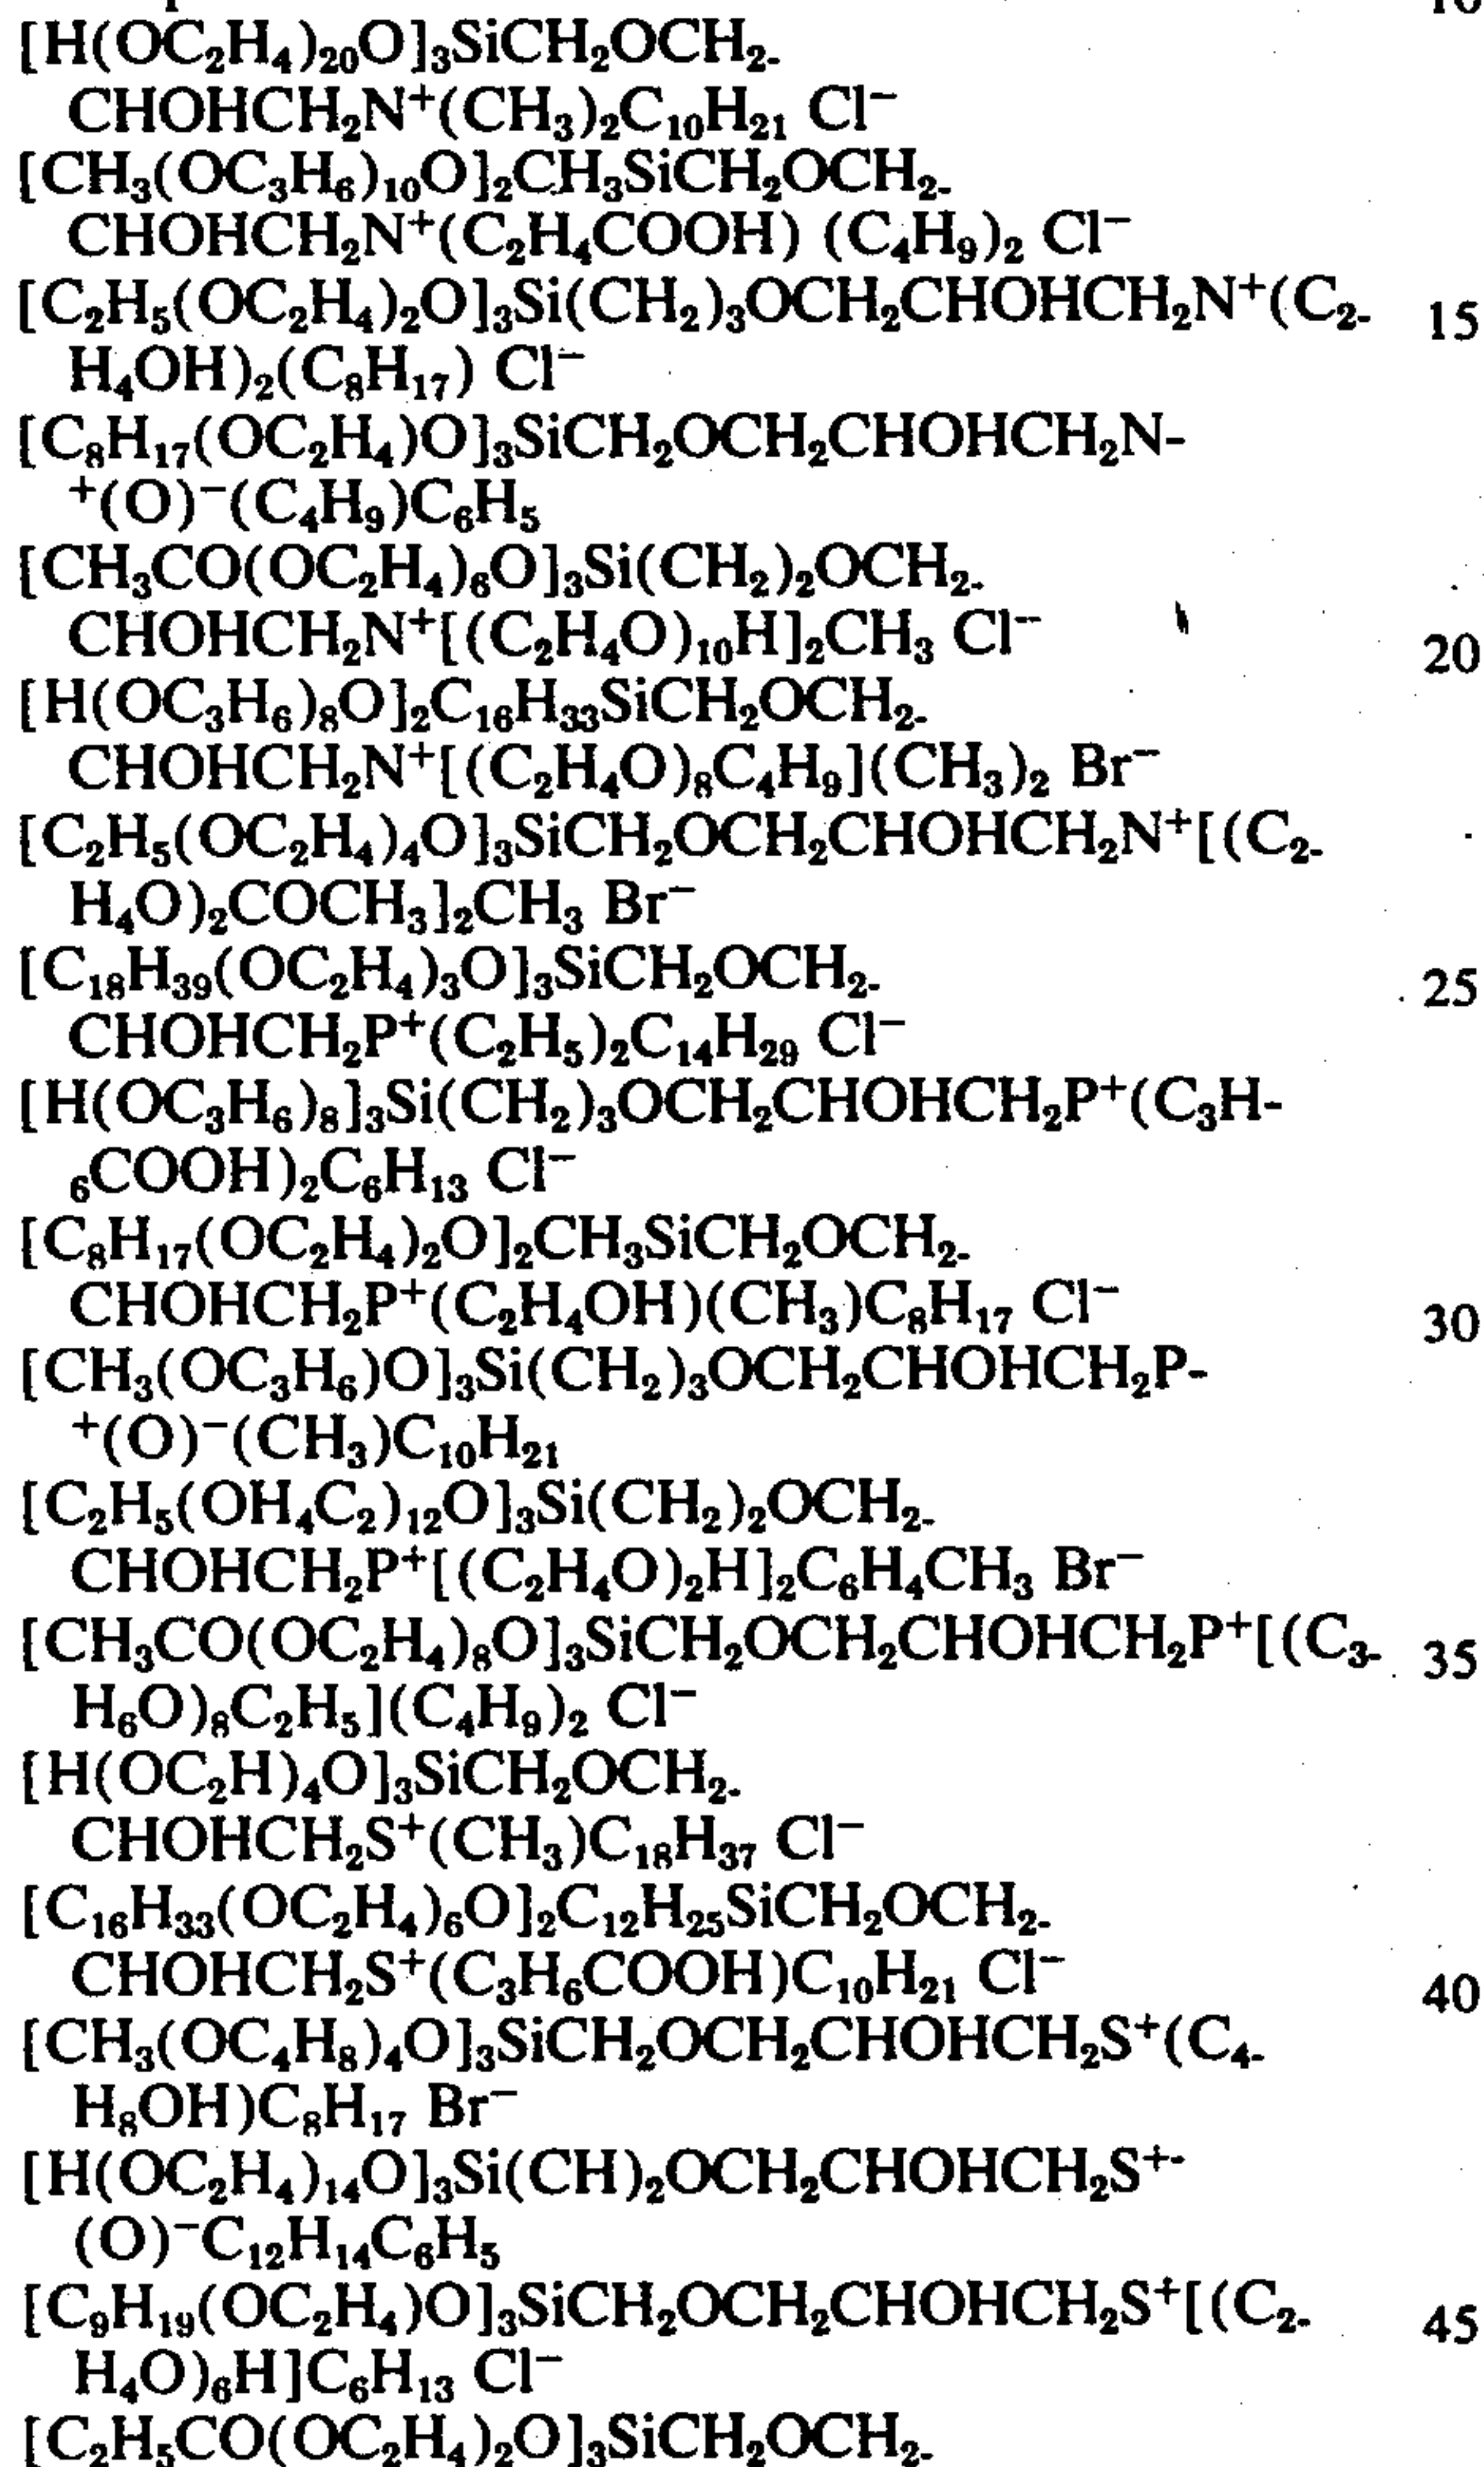 [H(OC₂H₄)₂₀O]₃SiCH₂OCH₂-
CHOHCH₂N⁺(CH₃)₂C₁₀H₂₁ Cl⁻
[CH₃(OC₃H₆)₁₀O]₂CH₃SiCH₂OCH₂-
CHOHCH₂N⁺(C₂H₄COOH) (C₄H₉)₂ Cl⁻
[C₂H₅(OC₂H₄)₂O]₃Si(CH₂)₃OCH₂CHOHCH₂N⁺(C₂- 15
H₄OH)₂(C₈H₁₇) Cl⁻
[C₈H₁₇(OC₂H₄)O]₃SiCH₂OCH₂CHOHCH₂N-
⁺(O)⁻(C₄H₉)C₆H₅
[CH₃CO(OC₂H₄)₆O]₃Si(CH₂)₂OCH₂-
CHOHCH₂N⁺[(C₂H₄O)₁₀H]₂CH₃ Cl⁻ 20
[H(OC₃H₆)₈O]₂C₁₆H₃₃SiCH₂OCH₂-
CHOHCH₂N⁺[(C₂H₄O)₈C₄H₉](CH₃)₂ Br⁻
[C₂H₅(OC₂H₄)₄O]₃SiCH₂OCH₂CHOHCH₂N⁺[(C₂-
H₄O)₂COCH₃]₂CH₃ Br⁻
[C₁₈H₃₉(OC₂H₄)₃O]₃SiCH₂OCH₂- 25
CHOHCH₂P⁺(C₂H₅)₂C₁₄H₂₉ Cl⁻
[H(OC₃H₆)₈]₃Si(CH₂)₃OCH₂CHOHCH₂P⁺(C₃H-
₆COOH)₂C₆H₁₃ Cl⁻
[C₈H₁₇(OC₂H₄)₂O]₂CH₃SiCH₂OCH₂-
CHOHCH₂P⁺(C₂H₄OH)(CH₃)C₈H₁₇ Cl⁻ 30
[CH₃(OC₃H₆)O]₃Si(CH₂)₃OCH₂CHOHCH₂P-
⁺(O)⁻(CH₃)C₁₀H₂₁
[C₂H₅(OH₄C₂)₁₂O]₃Si(CH₂)₂OCH₂-
CHOHCH₂P⁺[(C₂H₄O)₂H]₂C₆H₄CH₃ Br⁻
[CH₃CO(OC₂H₄)₈O]₃SiCH₂OCH₂CHOHCH₂P⁺[(C₃- 35
H₆O)₈C₂H₅](C₄H₉)₂ Cl⁻
[H(OC₂H)₄O]₃SiCH₂OCH₂-
CHOHCH₂S⁺(CH₃)C₁₈H₃₇ Cl⁻
[C₁₆H₃₃(OC₂H₄)₆O]₂C₁₂H₂₅SiCH₂OCH₂-
CHOHCH₂S⁺(C₃H₆COOH)C₁₀H₂₁ Cl⁻ 40
[CH₃(OC₄H₈)₄O]₃SiCH₂OCH₂CHOHCH₂S⁺(C₄-
H₈OH)C₈H₁₇ Br⁻
[H(OC₂H₄)₁₄O]₃Si(CH)₂OCH₂CHOHCH₂S⁺-
(O)⁻C₁₂H₁₄C₆H₅
[C₉H₁₉(OC₂H₄)O]₃SiCH₂OCH₂CHOHCH₂S⁺[(C₂- 45
H₄O)₆H]C₆H₁₃ Cl⁻
[C₂H₅CO(OC₂H₄)₂O]₃SiCH₂OCH₂-